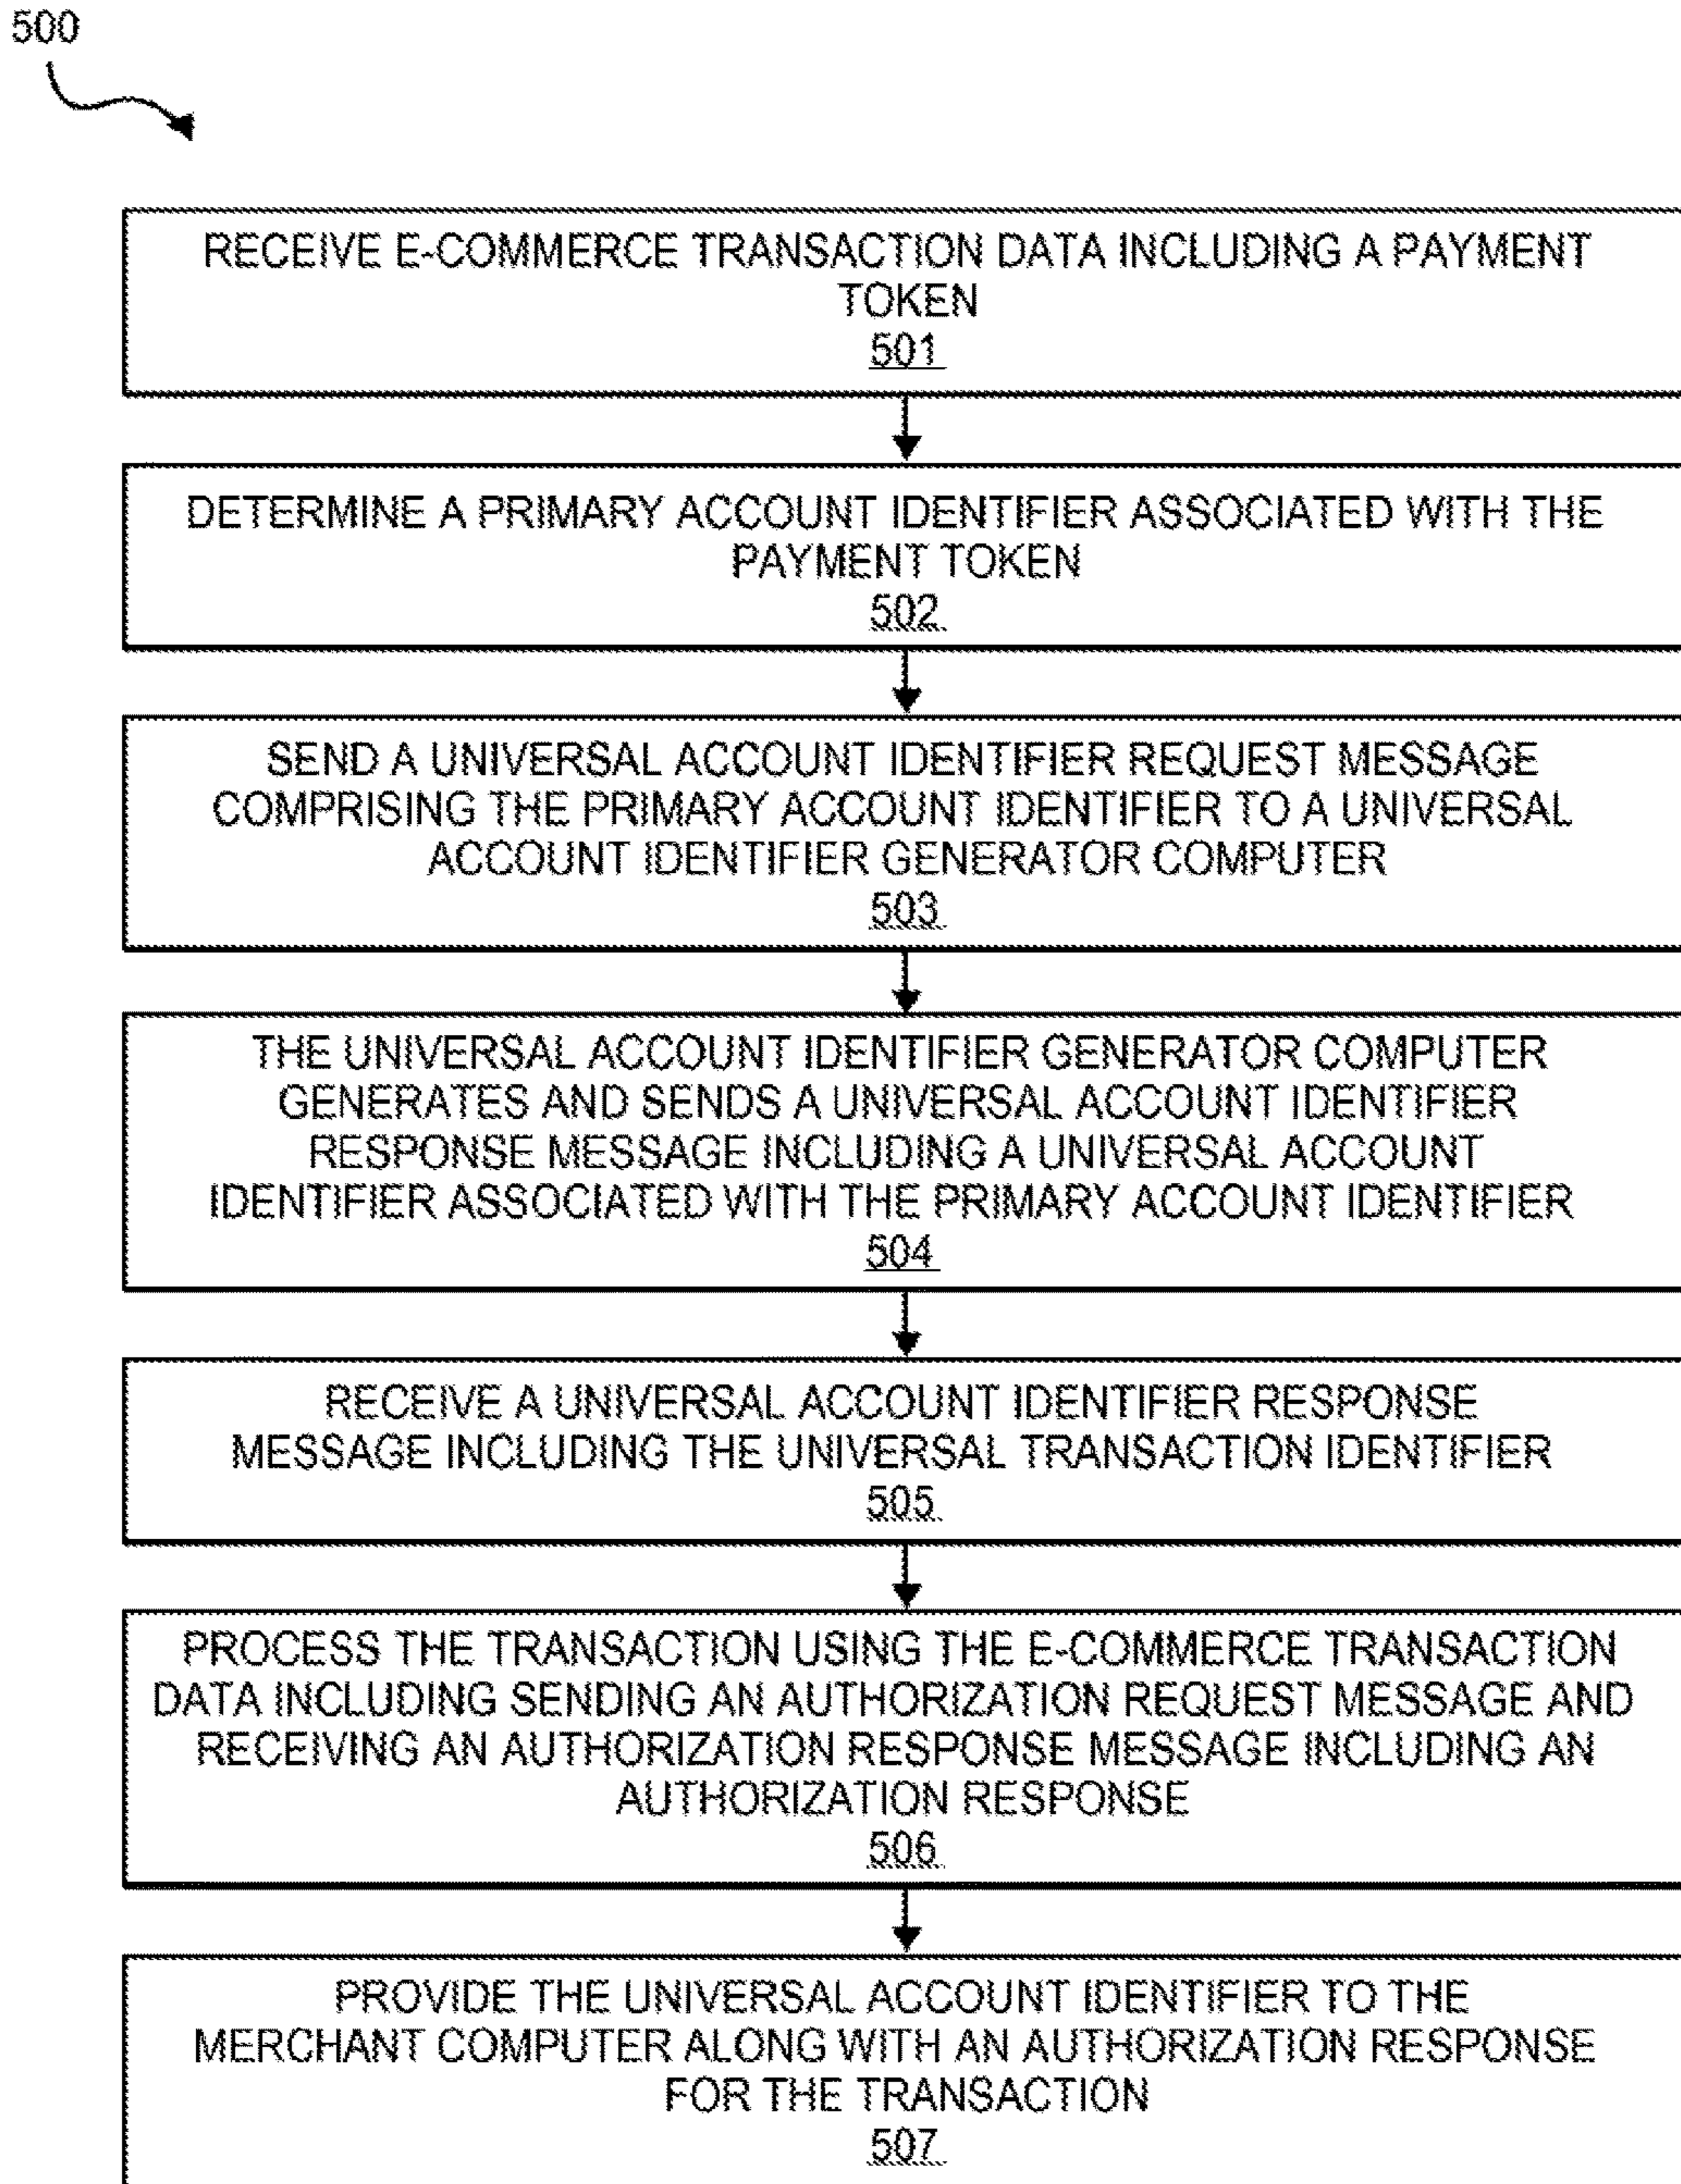 500
RECEIVE E-COMMERCE TRANSACTION DATA INCLUDING A PAYMENT
TOKEN
501
DETERMINE A PRIMARY ACCOUNT IDENTIFIER ASSOCIATED WITH THE
PAYMENT TOKEN
502
SEND A UNIVERSAL ACCOUNT IDENTIFIER REQUEST MESSAGE
COMPRISING THE PRIMARY ACCOUNT IDENTIFIER TO A UNIVERSAL
ACCOUNT IDENTIFIER GENERATOR COMPUTER
503
THE UNIVERSAL ACCOUNT IDENTIFIER GENERATOR COMPUTER
GENERATES AND SENDS A UNIVERSAL ACCOUNT IDENTIFIER
RESPONSE MESSAGE INCLUDING A UNIVERSAL ACCOUNT
IDENTIFIER ASSOCIATED WITH THE PRIMARY ACCOUNT IDENTIFIER
504
RECEIVE A UNIVERSAL ACCOUNT IDENTIFIER RESPONSE
MESSAGE INCLUDING THE UNIVERSAL TRANSACTION IDENTIFIER
505
PROCESS THE TRANSACTION USING THE E-COMMERCE TRANSACTION
DATA INCLUDING SENDING AN AUTHORIZATION REQUEST MESSAGE AND
RECEIVING AN AUTHORIZATION RESPONSE MESSAGE INCLUDING AN
AUTHORIZATION RESPONSE
506
PROVIDE THE UNIVERSAL ACCOUNT IDENTIFIER TO THE
MERCHANT COMPUTER ALONG WITH AN AUTHORIZATION RESPONSE
FOR THE TRANSACTION
507